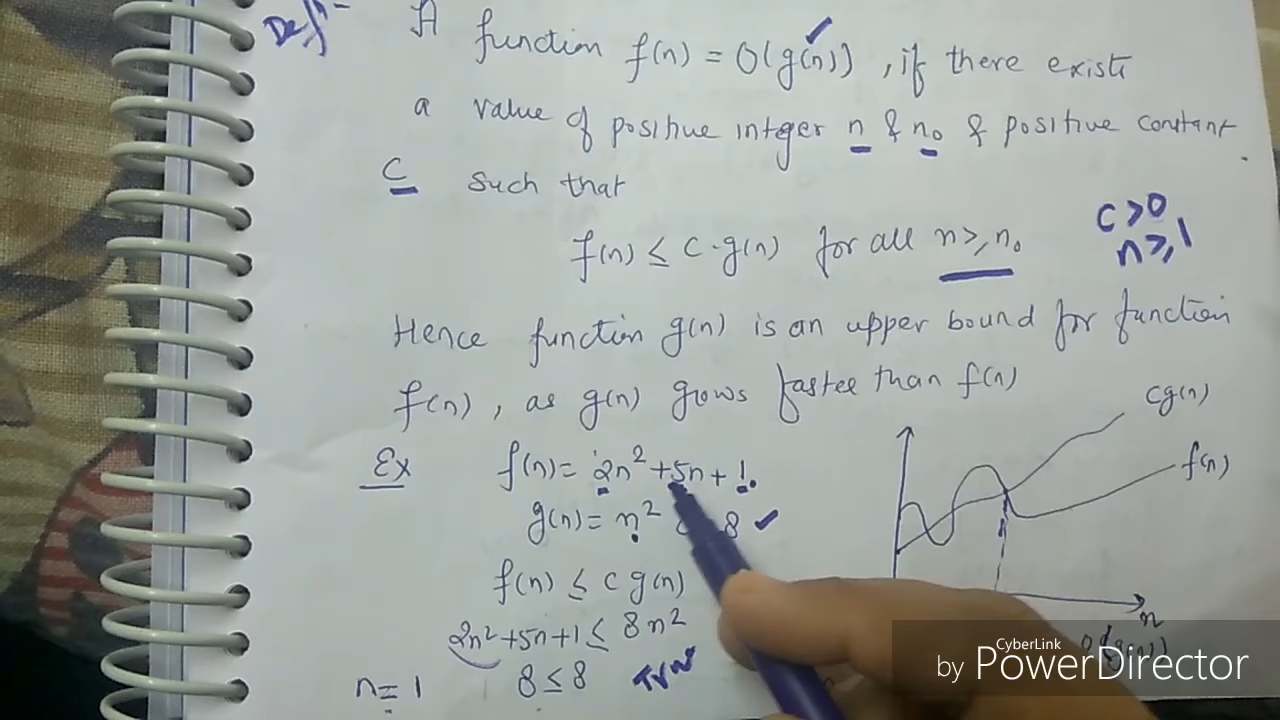 Defn-
A function f(n) = O(g(n)), if there exists
a value of positive integer n & n₀ & positive constant
c such that
f(n) ≤ c·g(n) for all n≥n₀
c>0
n≥1
Hence function g(n) is an upper bound for function
f(n), as g(n) grows faster than f(n)
cg(n)
f(n)
Ex f(n)= 2n²+5n+1.
g(n)= n² 8
f(n) ≤ c g(n)
2n²+5n+1 ≤ 8n²
n=1 8 ≤ 8 True
n
CyberLink
by PowerDirector